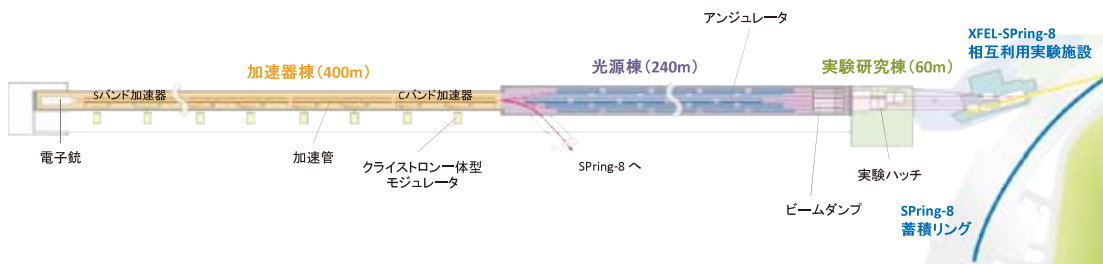 アンジュレータ
XFEL-SPring-8
相互利用実験施設
加速器棟(400m)
光源棟(240m)
実験研究棟(60m)
Sバンド加速器
Cバンド加速器
電子銃
加速管
クライストロン一体型
モジュレータ
SPring-8 へ
実験ハッチ
ビームダンプ
SPring-8
蓄積リング